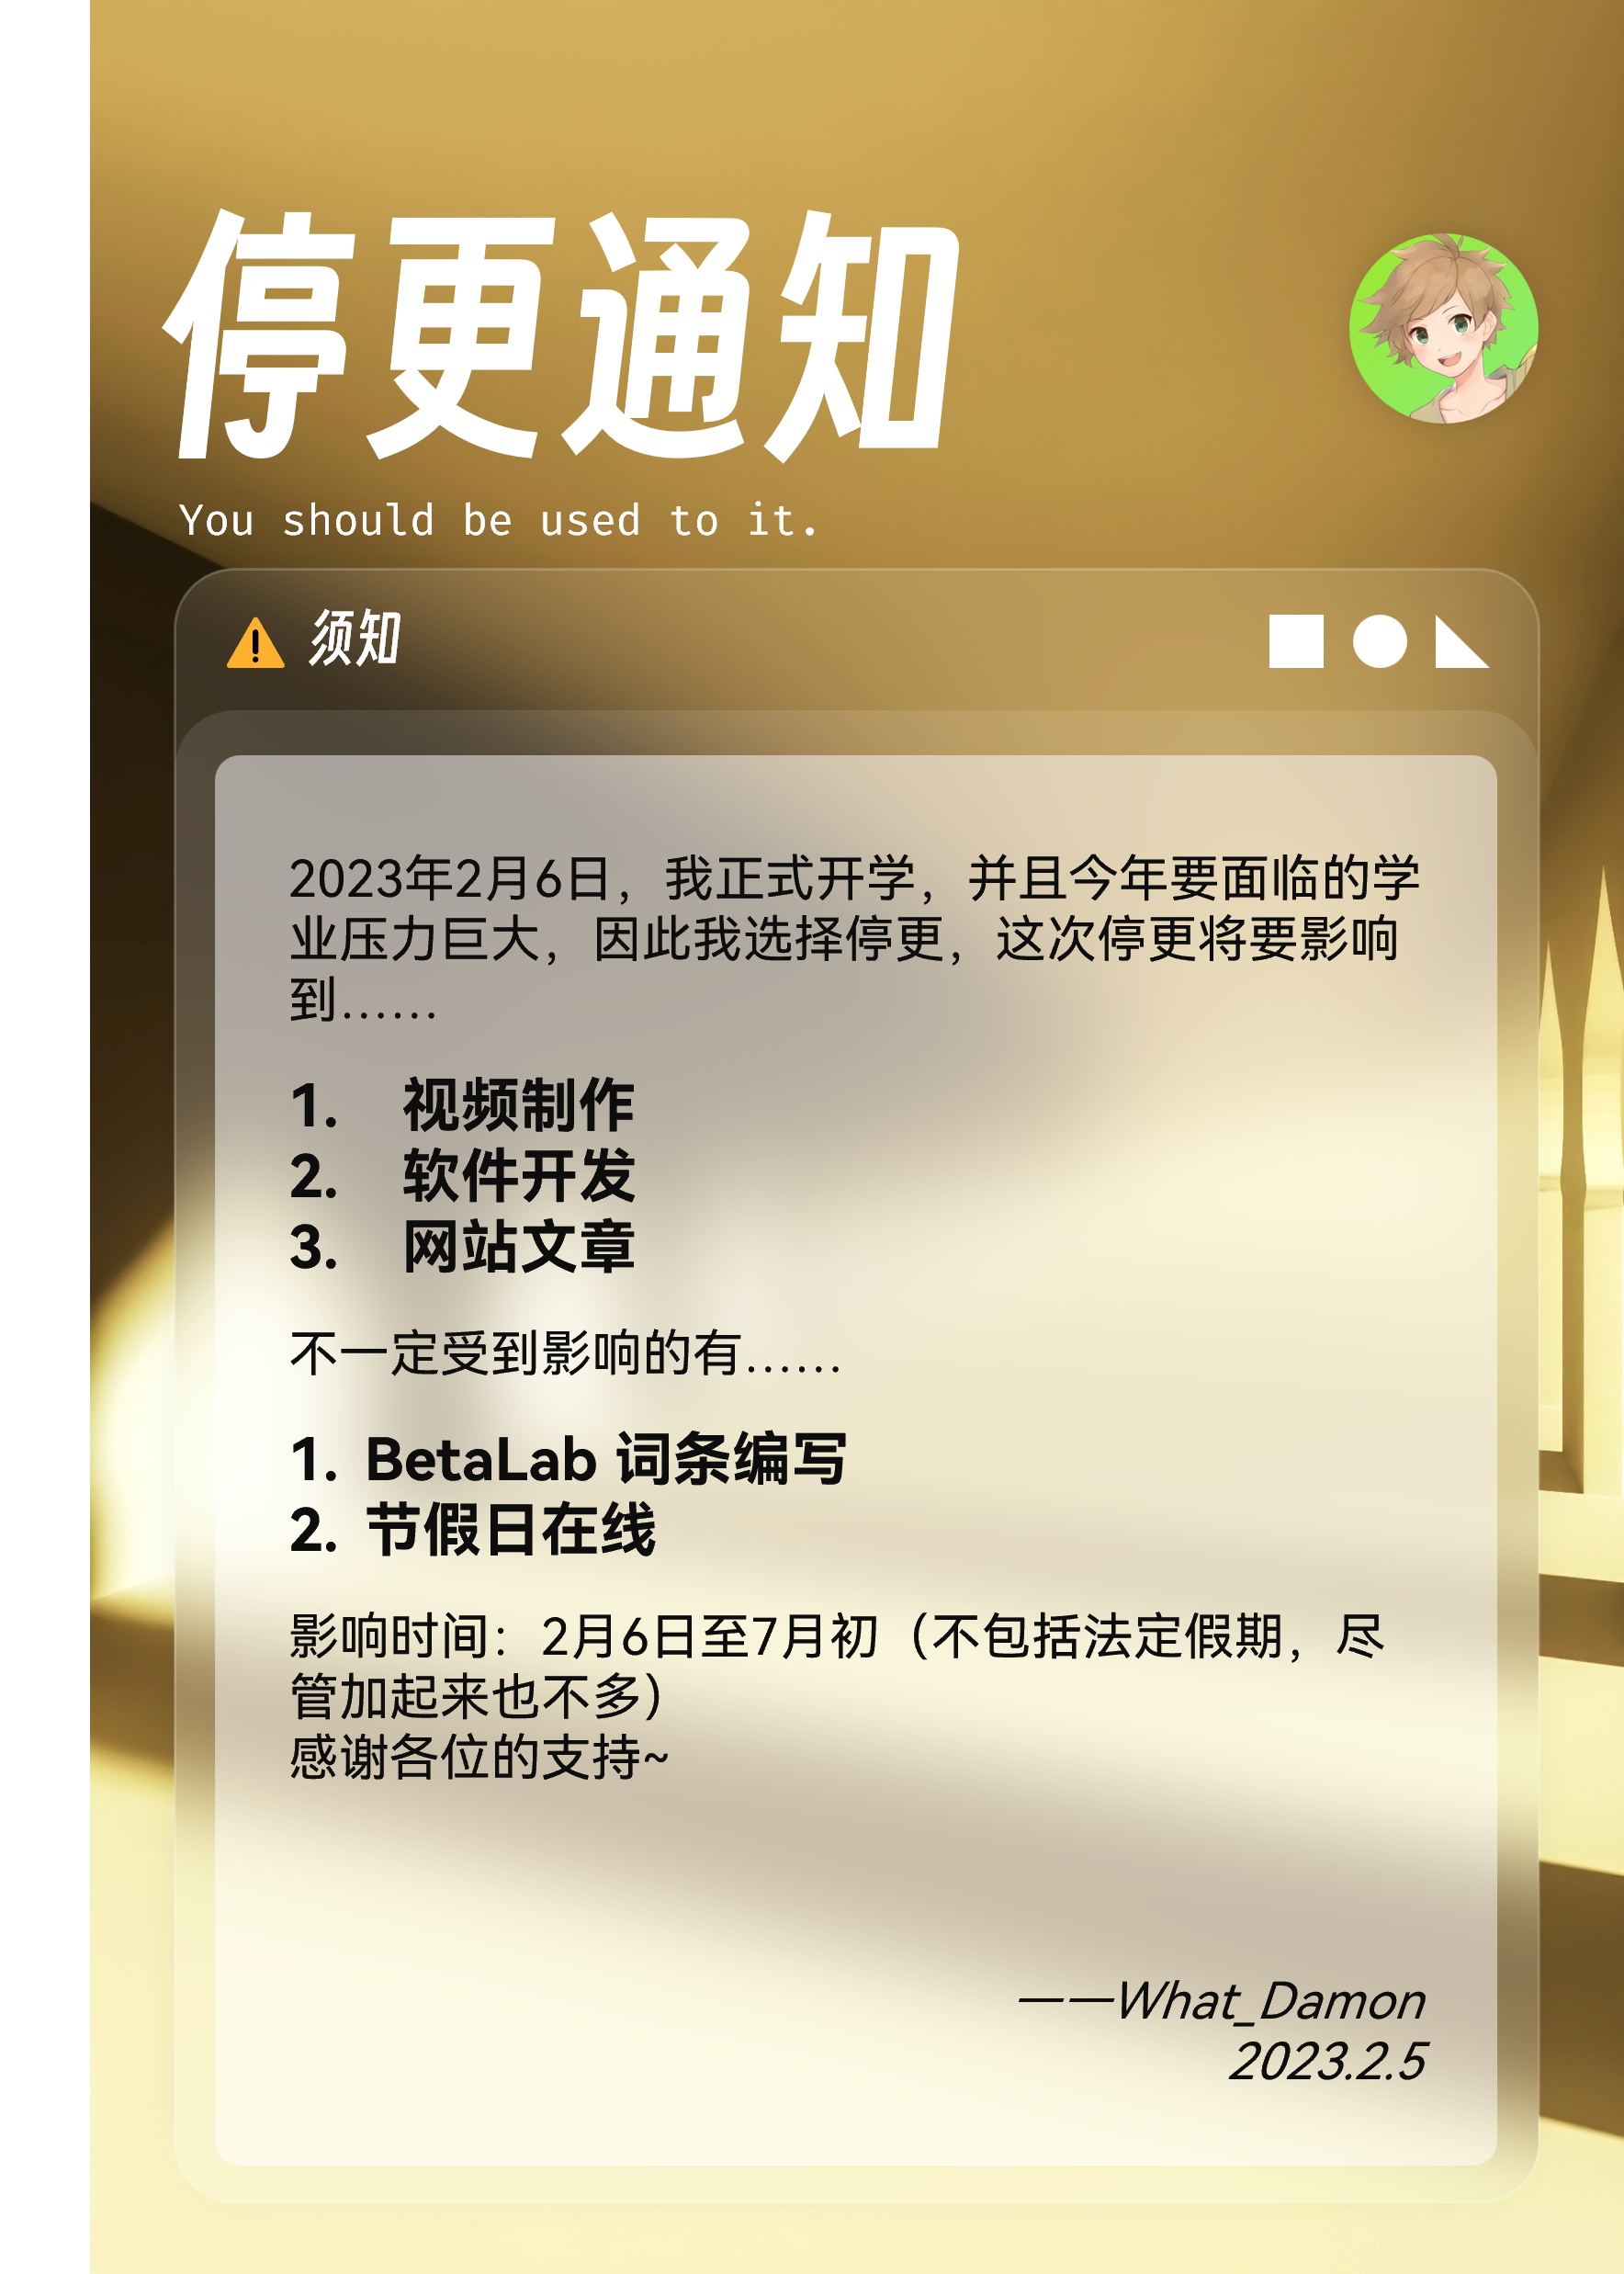 停更通知
You should be used to it.
须知
2023年2月6日，我正式开学，并且今年要面临的学
业压力巨大，因此我选择停更，这次停更将要影响
到……
1. 视频制作
2. 软件开发
3. 网站文章
不一定受到影响的有……
1. BetaLab 词条编写
2. 节假日在线
影响时间：2月6日至7月初（不包括法定假期，尽
管加起来也不多）
感谢各位的支持~
——What_Damon
2023.2.5